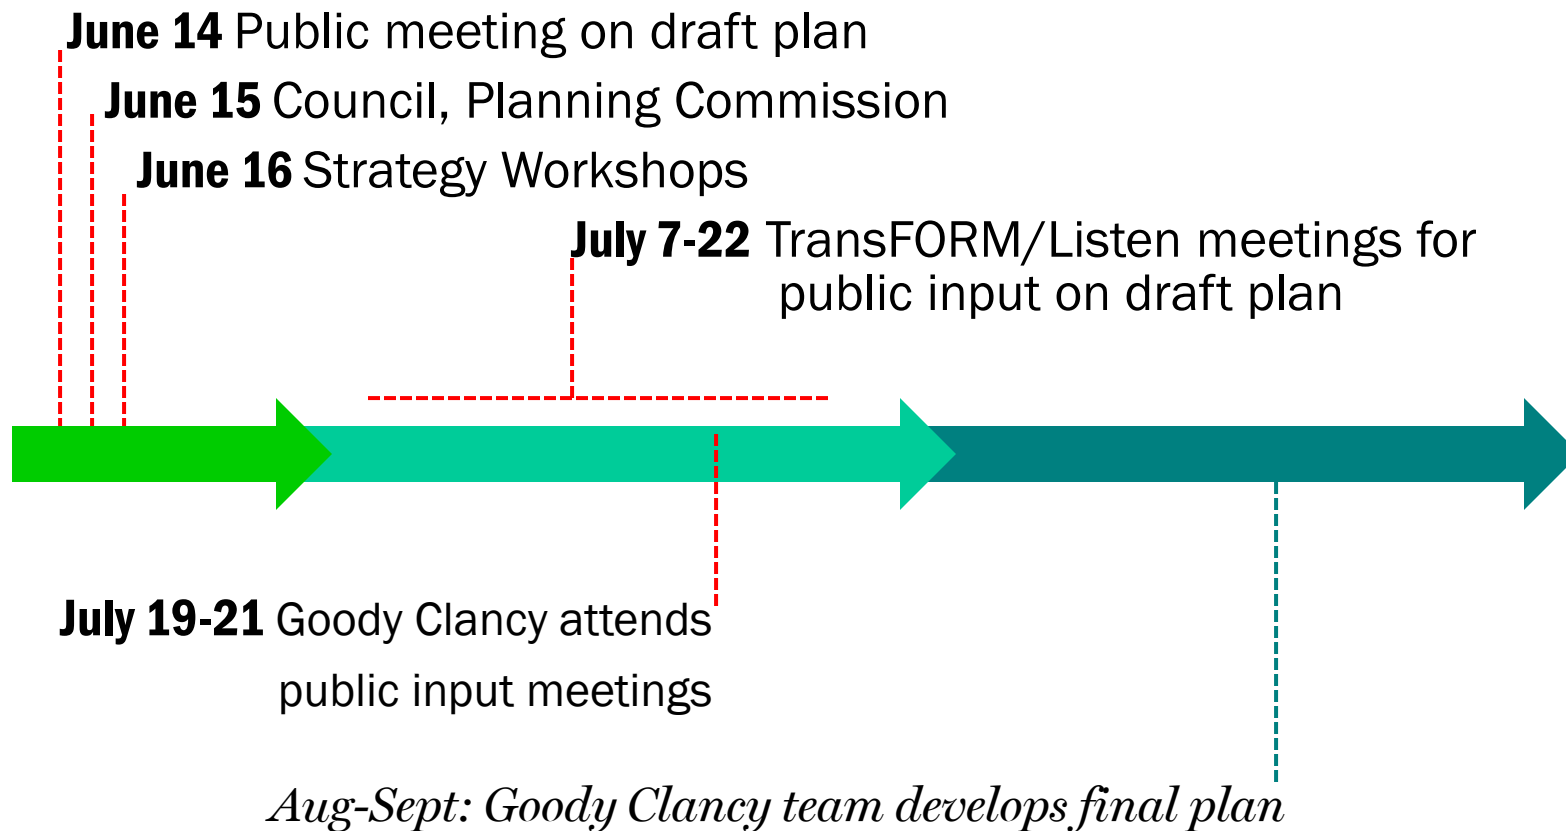 June 14 Public meeting on draft plan
June 15 Council, Planning Commission
June 16 Strategy Workshops
July 7-22 TransFORM/Listen meetings for
public input on draft plan
July 19-21 Goody Clancy attends
public input meetings
Aug-Sept: Goody Clancy team develops final plan